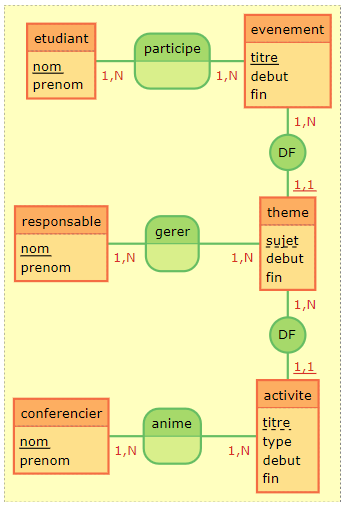 etudiant
nom
prenom
1,N
participe
1,N
evenement
titre
debut
fin
1,N
DF
1,1
responsable
nom
prenom
1,N
gerer
1,N
theme
sujet
debut
fin
1,N
DF
1,1
conferencier
nom
prenom
1,N
anime
1,N
activite
titre
type
debut
fin